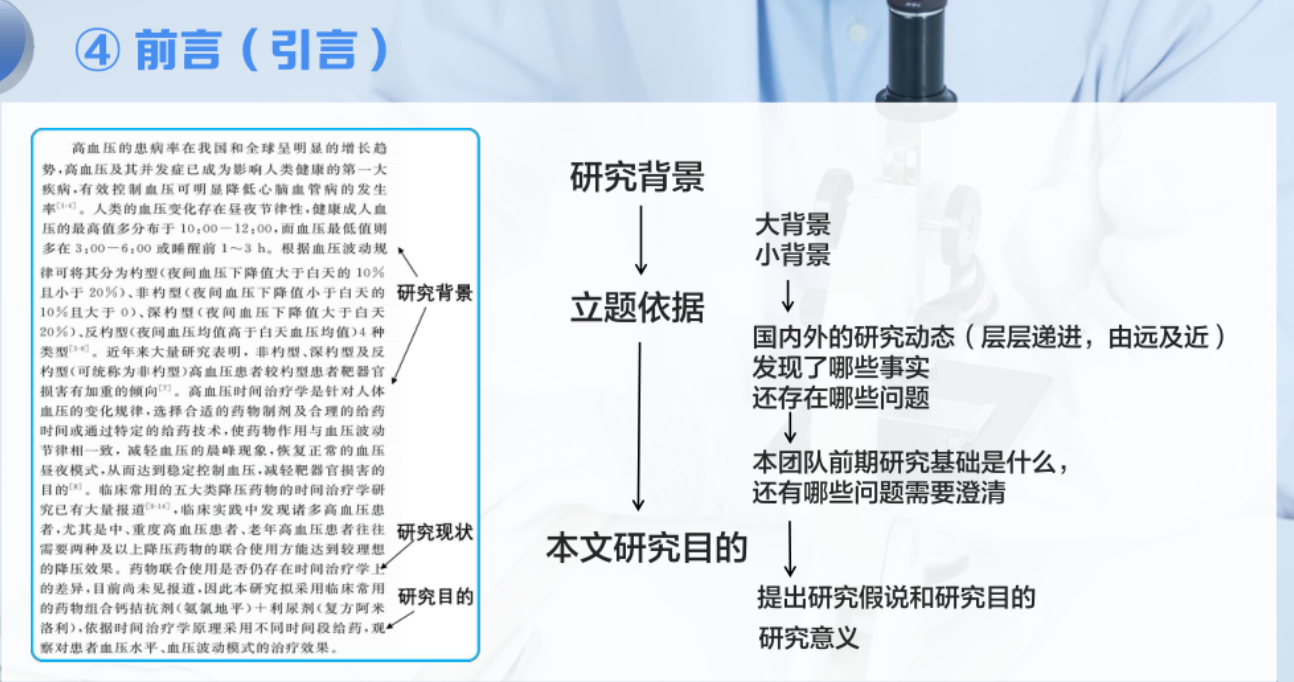 ④ 前言（引言）
高血压的患病率在我国和全球呈明显的增长趋
势,高血压及其并发症已成为影响人类健康的第一大
疾病,有效控制血压可明显降低心脑血管病的发生
率[1-4]。人类的血压变化存在昼夜节律性,健康成人血
压的最高值多分布于 10:00－12:00,而血压最低值则
多在 3:00－6:00 或睡醒前 1～3 h。根据血压波动规
律可将其分为杓型(夜间血压下降值大于白天的 10%
且小于 20%)、非杓型(夜间血压下降值小于白天的
10%且大于 0)、深杓型(夜间血压下降值大于白天
20%)、反杓型(夜间血压均值高于白天血压均值)4 种
类型[5-6]。近年来大量研究表明,非杓型、深杓型及反
杓型(可统称为非杓型)高血压患者较杓型患者靶器官
损害有加重的倾向[7]。高血压时间治疗学是针对人体
血压的变化规律,选择合适的药物制剂及合理的给药
时间或通过特定的给药技术,使药物作用与血压波动
节律相一致,减轻血压的晨峰现象,恢复正常的血压
昼夜模式,从而达到稳定控制血压,减轻靶器官损害的
目的[8]。临床常用的五大类降压药物的时间治疗学研
究已有大量报道[9-14],临床实践中发现诸多高血压患
者,尤其是中、重度高血压患者、老年高血压患者往往
需要两种及以上降压药物的联合使用方能达到较理想
的降压效果。药物联合使用是否仍存在时间治疗学上
的差异,目前尚未见报道,因此本研究拟采用临床常用
的药物组合钙拮抗剂(氨氯地平)＋利尿剂(复方阿米
洛利),依据时间治疗学原理采用不同时间段给药,观
察对患者血压水平、血压波动模式的治疗效果。
研究背景
研究现状
研究目的
研究背景
立题依据
本文研究目的
大背景
小背景
国内外的研究动态（层层递进，由远及近）
发现了哪些事实
还存在哪些问题
本团队前期研究基础是什么，
还有哪些问题需要澄清
提出研究假说和研究目的
研究意义